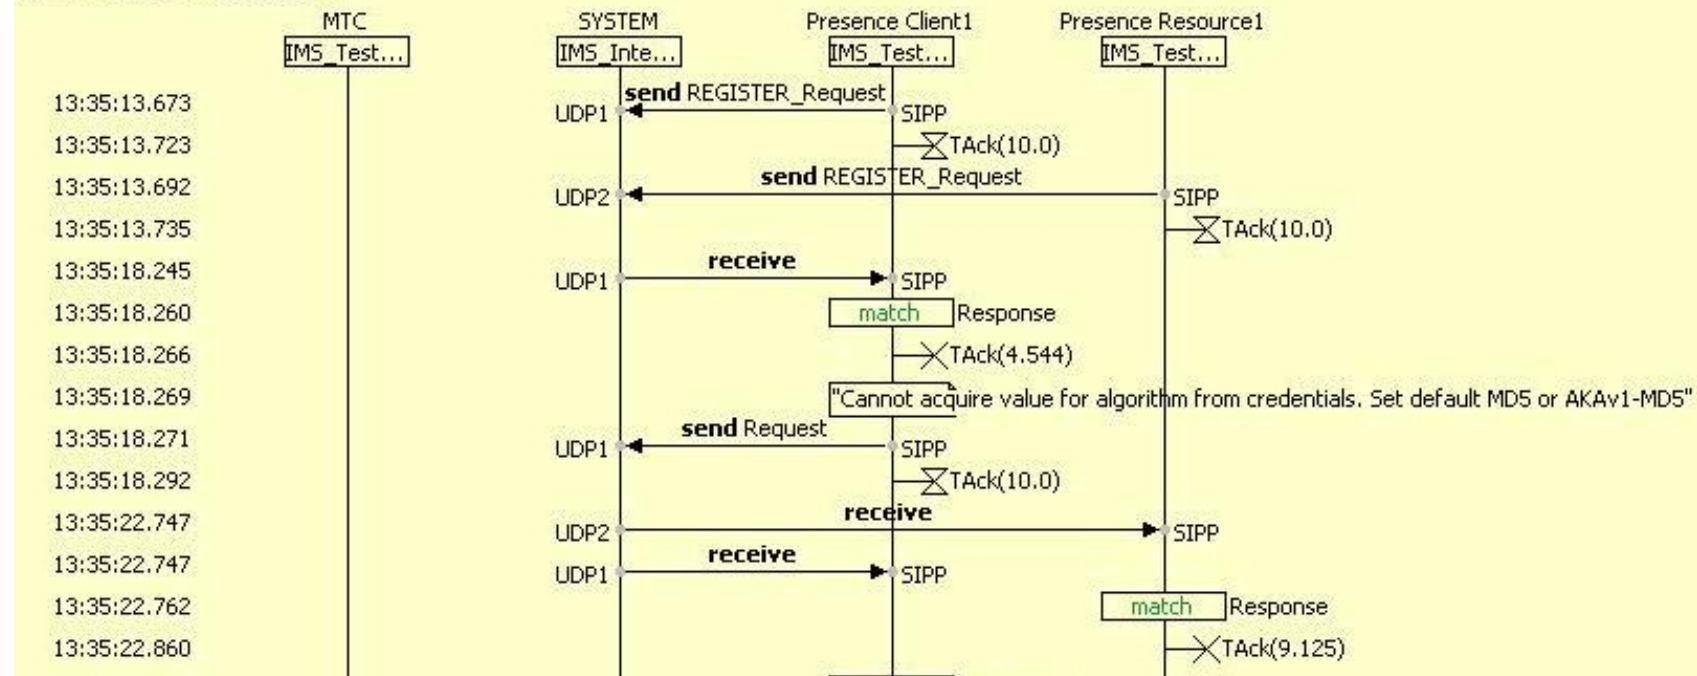 MTC SYSTEM Presence Client1 Presence Resource1
IMS_Test... IMS_Inte... IMS_Test... IMS_Test...
13:35:13.673 UDP1 send REGISTER_Request SIPP
13:35:13.723 TAck(10.0)
13:35:13.692 UDP2 send REGISTER_Request SIPP
13:35:13.735 TAck(10.0)
13:35:18.245 UDP1 receive SIPP
13:35:18.260 match Response
13:35:18.266 TAck(4.544)
13:35:18.269 "Cannot acquire value for algorithm from credentials. Set default MD5 or AKAv1-MD5"
13:35:18.271 UDP1 send Request SIPP
13:35:18.292 TAck(10.0)
13:35:22.747 UDP2 receive SIPP
13:35:22.747 UDP1 receive SIPP
13:35:22.762 match Response
13:35:22.860 TAck(9.125)